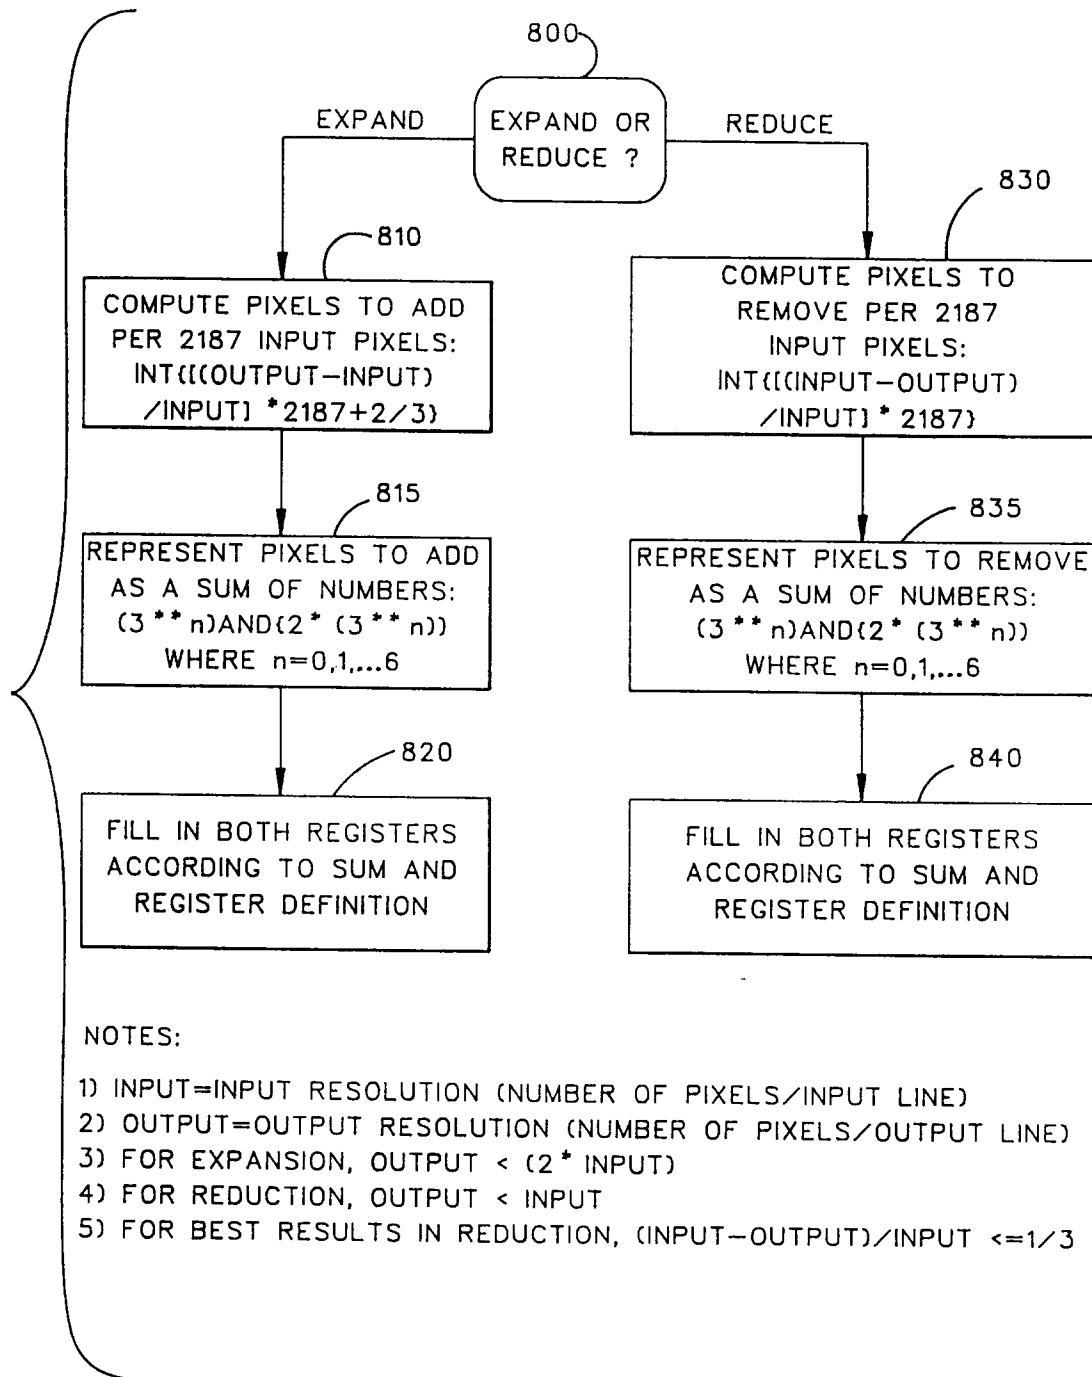 800
EXPAND OR
REDUCE ?
EXPAND
REDUCE
810
COMPUTE PIXELS TO ADD
PER 2187 INPUT PIXELS:
INT{[(OUTPUT-INPUT)
/INPUT] *2187+2/3}
815
REPRESENT PIXELS TO ADD
AS A SUM OF NUMBERS:
(3 ** n)AND(2* (3** n))
WHERE n=0,1,...6
820
FILL IN BOTH REGISTERS
ACCORDING TO SUM AND
REGISTER DEFINITION
830
COMPUTE PIXELS TO
REMOVE PER 2187
INPUT PIXELS:
INT{[(INPUT-OUTPUT)
/INPUT] * 2187}
835
REPRESENT PIXELS TO REMOVE
AS A SUM OF NUMBERS:
(3 ** n)AND(2* (3** n))
WHERE n=0,1,...6
840
FILL IN BOTH REGISTERS
ACCORDING TO SUM AND
REGISTER DEFINITION
NOTES:
1) INPUT=INPUT RESOLUTION (NUMBER OF PIXELS/INPUT LINE)
2) OUTPUT=OUTPUT RESOLUTION (NUMBER OF PIXELS/OUTPUT LINE)
3) FOR EXPANSION, OUTPUT < (2* INPUT)
4) FOR REDUCTION, OUTPUT < INPUT
5) FOR BEST RESULTS IN REDUCTION, (INPUT-OUTPUT)/INPUT <=1/3